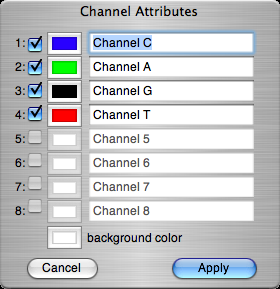 Channel Attributes
1: Channel C
2: Channel A
3: Channel G
4: Channel T
5: Channel 5
6: Channel 6
7: Channel 7
8: Channel 8
background color
Cancel Apply